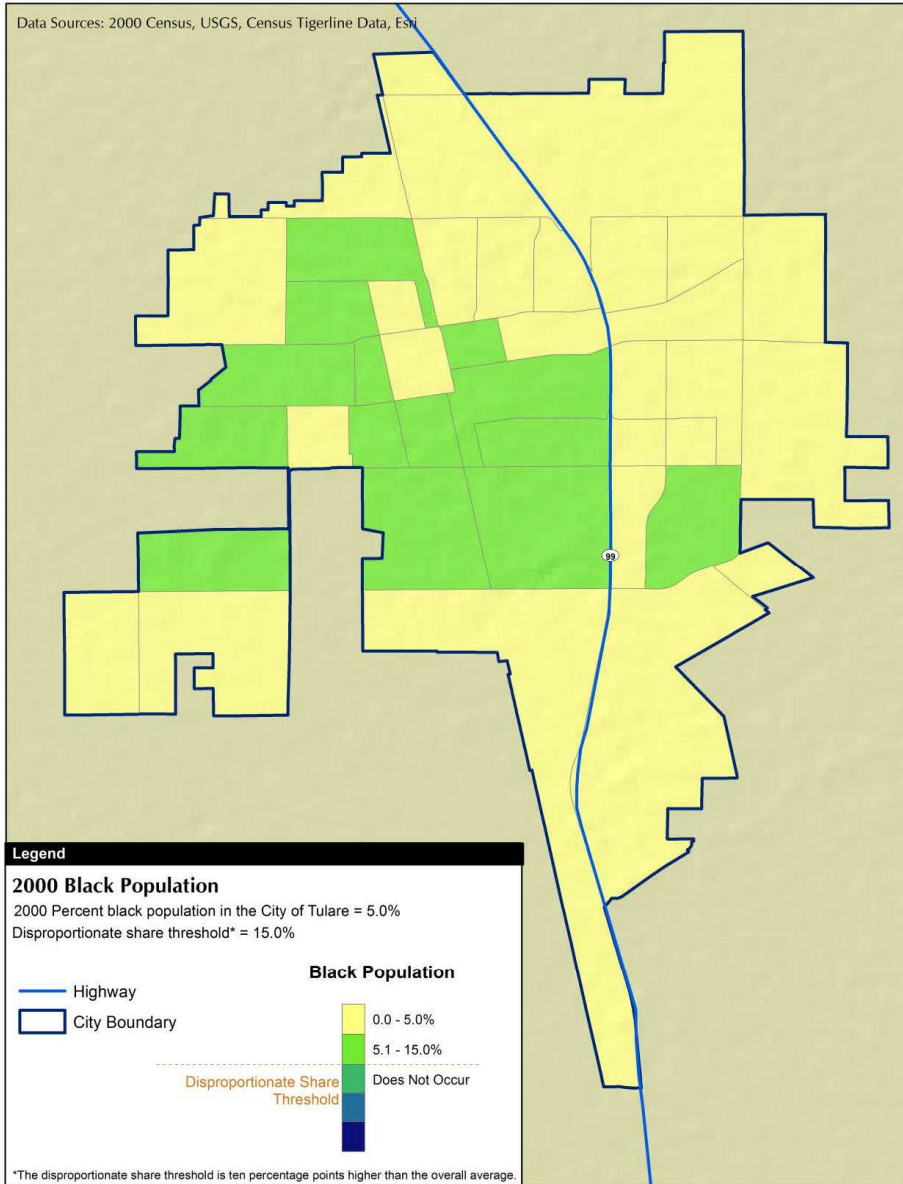 Data Sources: 2000 Census, USGS, Census Tigerline Data, Esri
99
Legend
2000 Black Population
2000 Percent black population in the City of Tulare = 5.0%
Disproportionate share threshold* = 15.0%
Highway
City Boundary
Black Population
0.0 - 5.0%
5.1 - 15.0%
Disproportionate Share
Threshold
Does Not Occur
*The disproportionate share threshold is ten percentage points higher than the overall average.